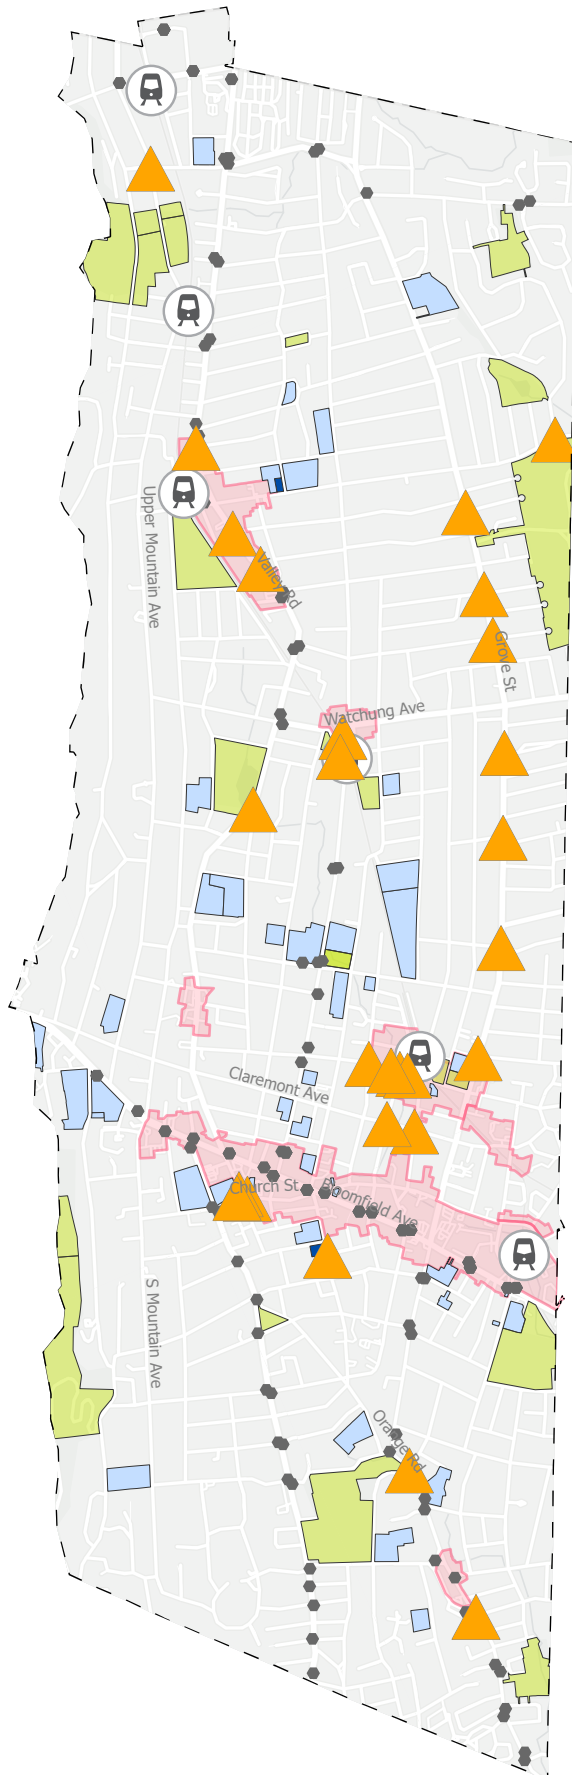 Upper Mountain Ave
Valley Rd
Grove St
Watchung Ave
Claremont Ave
Church St
Bloomfield Ave
S Mountain Ave
Orange Rd